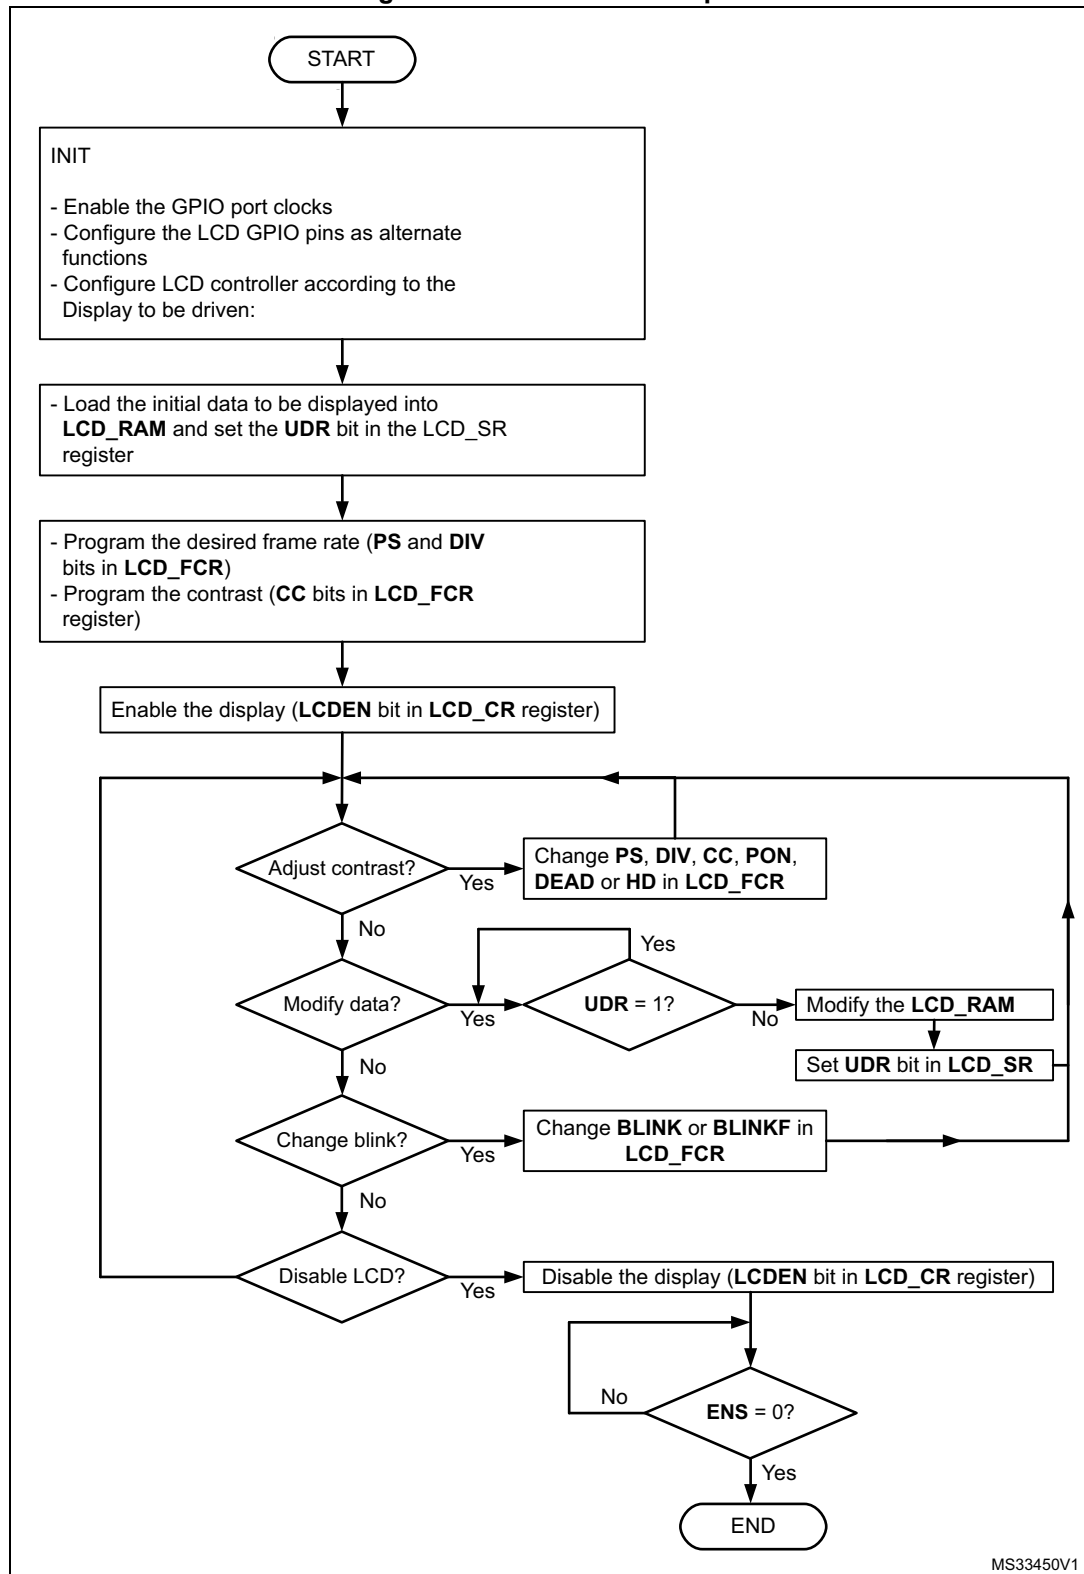 START
INIT
- Enable the GPIO port clocks
- Configure the LCD GPIO pins as alternate
functions
- Configure LCD controller according to the
Display to be driven:
- Load the initial data to be displayed into
LCD_RAM and set the UDR bit in the LCD_SR
register
- Program the desired frame rate (PS and DIV
bits in LCD_FCR)
- Program the contrast (CC bits in LCD_FCR
register)
Enable the display (LCDEN bit in LCD_CR register)
Adjust contrast?
Yes
Change PS, DIV, CC, PON,
DEAD or HD in LCD_FCR
No
Modify data?
Yes
UDR = 1?
Yes
No
Modify the LCD_RAM
Set UDR bit in LCD_SR
No
Change blink?
Yes
Change BLINK or BLINKF in
LCD_FCR
No
Disable LCD?
Yes
Disable the display (LCDEN bit in LCD_CR register)
No
ENS = 0?
Yes
END
MS33450V1